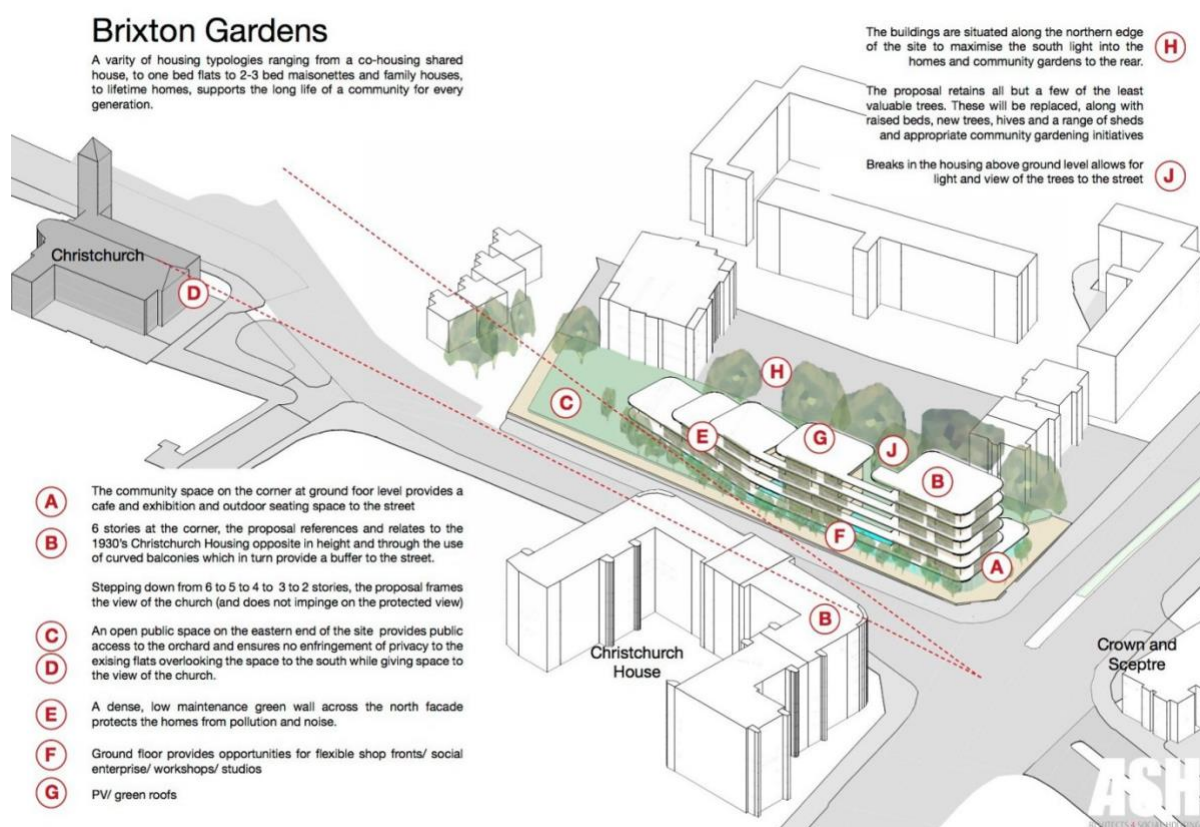 Brixton Gardens
A varity of housing typologies ranging from a co-housing shared
house, to one bed flats to 2-3 bed maisonettes and family houses,
to lifetime homes, supports the long life of a community for every
generation.
The buildings are situated along the northern edge
of the site to maximise the south light into the
homes and community gardens to the rear.
H
The proposal retains all but a few of the least
valuable trees. These will be replaced, along with
raised beds, new trees, hives and a range of sheds
and appropriate community gardening initiatives
Breaks in the housing above ground level allows for
light and view of the trees to the street
J
Christchurch
D
H
C
E
G
J
B
F
A
B
Christchurch
House
Crown and
Sceptre
A
The community space on the corner at ground foor level provides a
cafe and exhibition and outdoor seating space to the street
B
6 stories at the corner, the proposal references and relates to the
1930's Christchurch Housing opposite in height and through the use
of curved balconies which in turn provide a buffer to the street.
Stepping down from 6 to 5 to 4 to 3 to 2 stories, the proposal frames
the view of the church (and does not impinge on the protected view)
C
D
An open public space on the eastern end of the site provides public
access to the orchard and ensures no enfringement of privacy to the
exising flats overlooking the space to the south while giving space to
the view of the church.
E
A dense, low maintenance green wall across the north facade
protects the homes from pollution and noise.
F
Ground floor provides opportunities for flexible shop fronts/ social
enterprise/ workshops/ studios
G
PV/ green roofs
ASH
ARCHITECTS 4 SOCIAL HOUSING